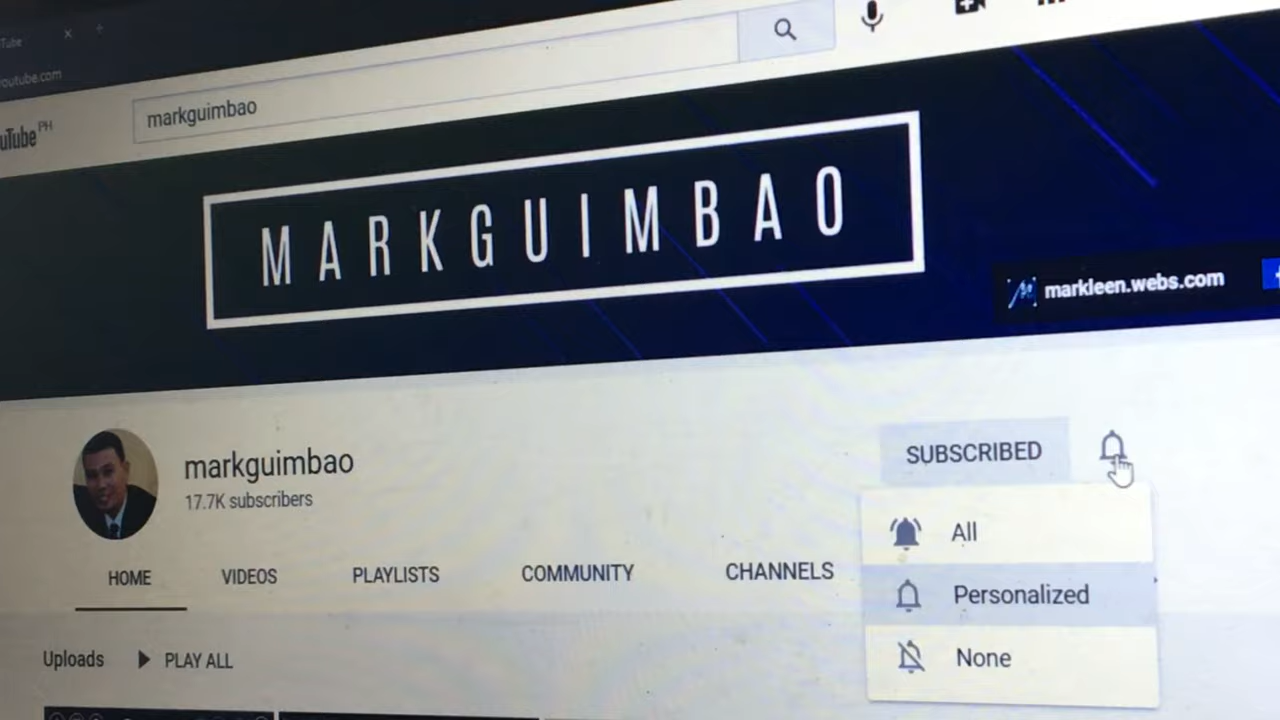 uTube
youtube.com
uTube PH
markguimbao
MARKGUIMBAO
markleen.webs.com
markguimbao
17.7K subscribers
SUBSCRIBED
All
Personalized
None
HOME VIDEOS PLAYLISTS COMMUNITY CHANNELS
Uploads PLAY ALL